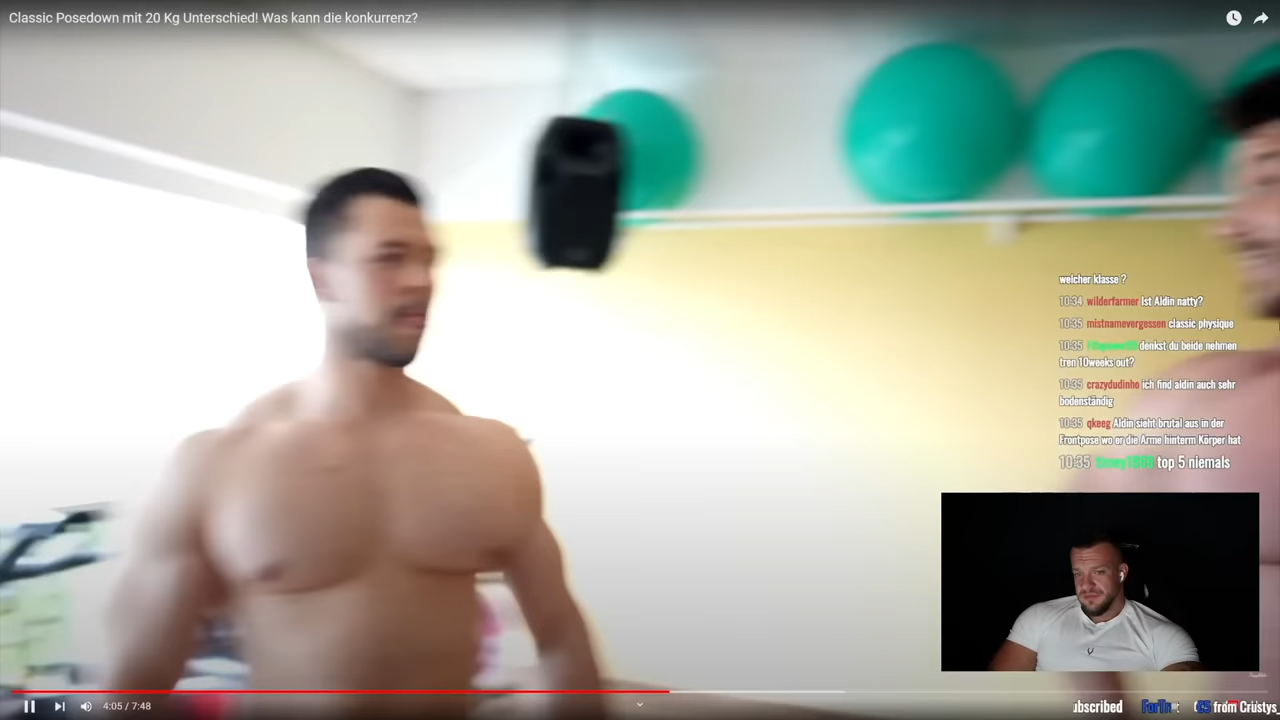 Classic Posedown mit 20 Kg Unterschied! Was kann die konkurrenz?
welcher klasse ?
10:34 wilderfarmer Ist Aldin natty?
10:35 mistnamevergessen classic physique
10:35 denkst du beide nehmen
tren 10weeks out?
10:35 crazydudinho ich find aldin auch sehr
bodenständig
10:35 qkeeg Aldin sieht brutal aus in der
Frontpose wo er die Arme hinterm Körper hat
10:35 top 5 niemals
4:05 / 7:48
ubscribed
from Crustys_